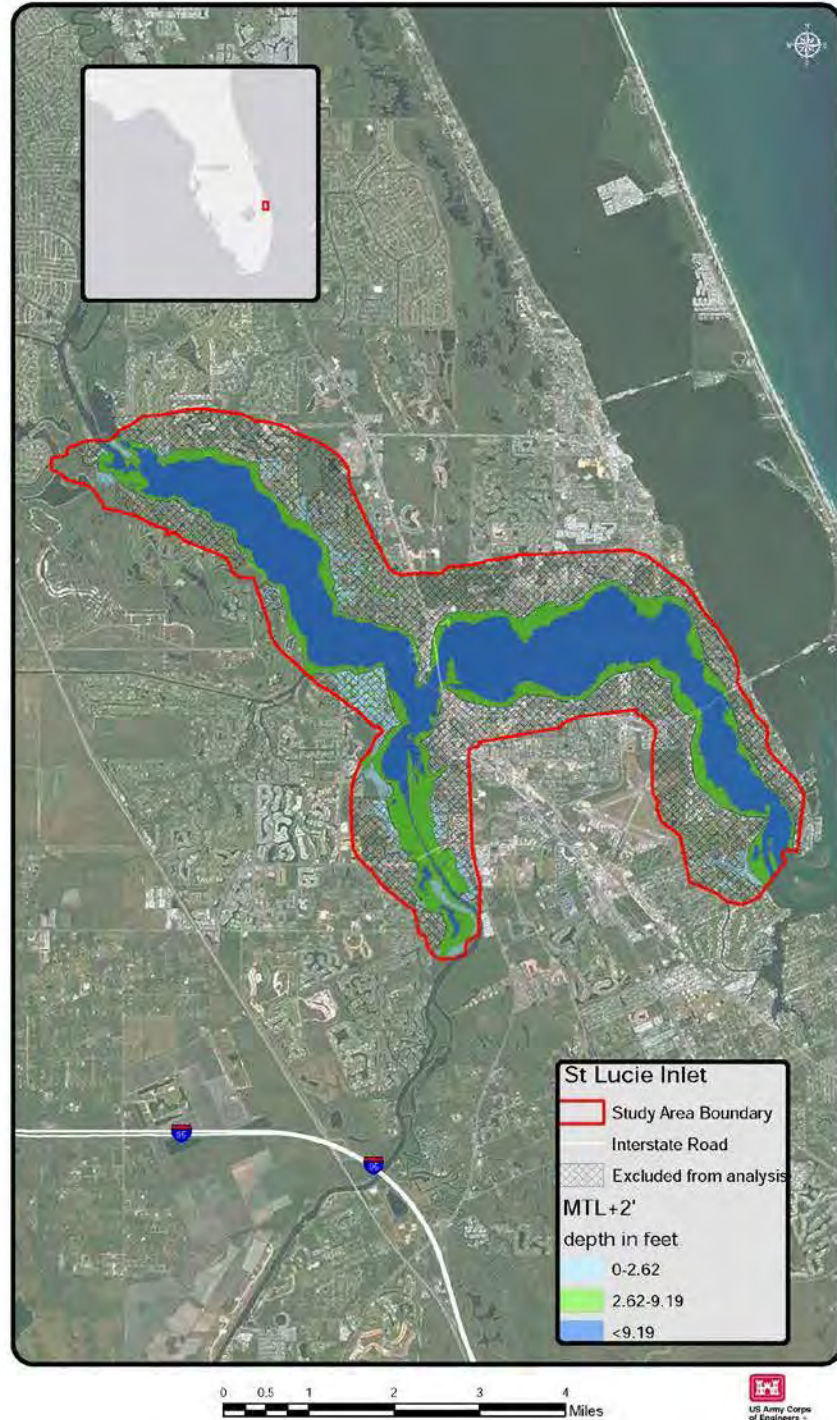 St Lucie Inlet
Study Area Boundary
Interstate Road
Excluded from analysis
MTL+2'
depth in feet
0-2.62
2.62-9.19
<9.19
95
95
0 0.5 1 2 3 4
Miles
US Army Corps
of Engineers